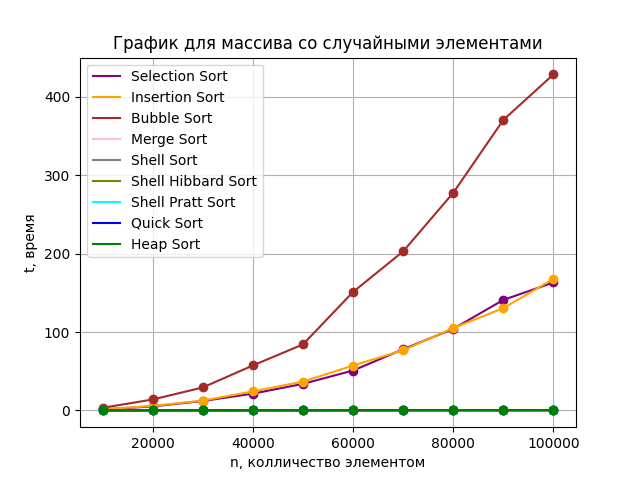 График для массива со случайными элементами
t, время
400
300
200
100
0
Selection Sort
Insertion Sort
Bubble Sort
Merge Sort
Shell Sort
Shell Hibbard Sort
Shell Pratt Sort
Quick Sort
Heap Sort
20000 40000 60000 80000 100000
n, колличество элементом